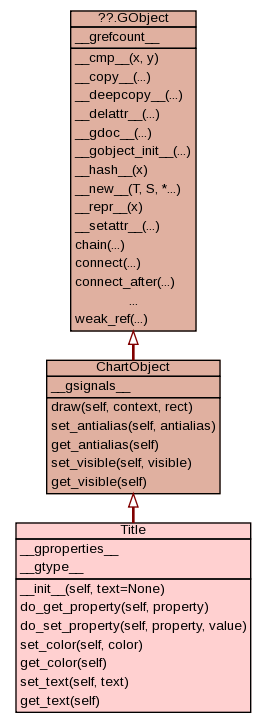 ??.GObject
__grefcount__
__cmp__(x, y)
__copy__(...)
__deepcopy__(...)
__delattr__(...)
__gdoc__(...)
__gobject_init__(...)
__hash__(x)
__new__(T, S, *...)
__repr__(x)
__setattr__(...)
chain(...)
connect(...)
connect_after(...)
...
weak_ref(...)
ChartObject
__gsignals__
draw(self, context, rect)
set_antialias(self, antialias)
get_antialias(self)
set_visible(self, visible)
get_visible(self)
Title
__gproperties__
__gtype__
__init__(self, text=None)
do_get_property(self, property)
do_set_property(self, property, value)
set_color(self, color)
get_color(self)
set_text(self, text)
get_text(self)